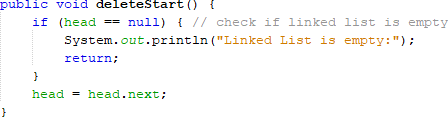 public void deleteStart() {
    if (head == null) { // check if linked list is empty
        System.out.println("Linked List is empty:");
        return;
    }
    head = head.next;
}